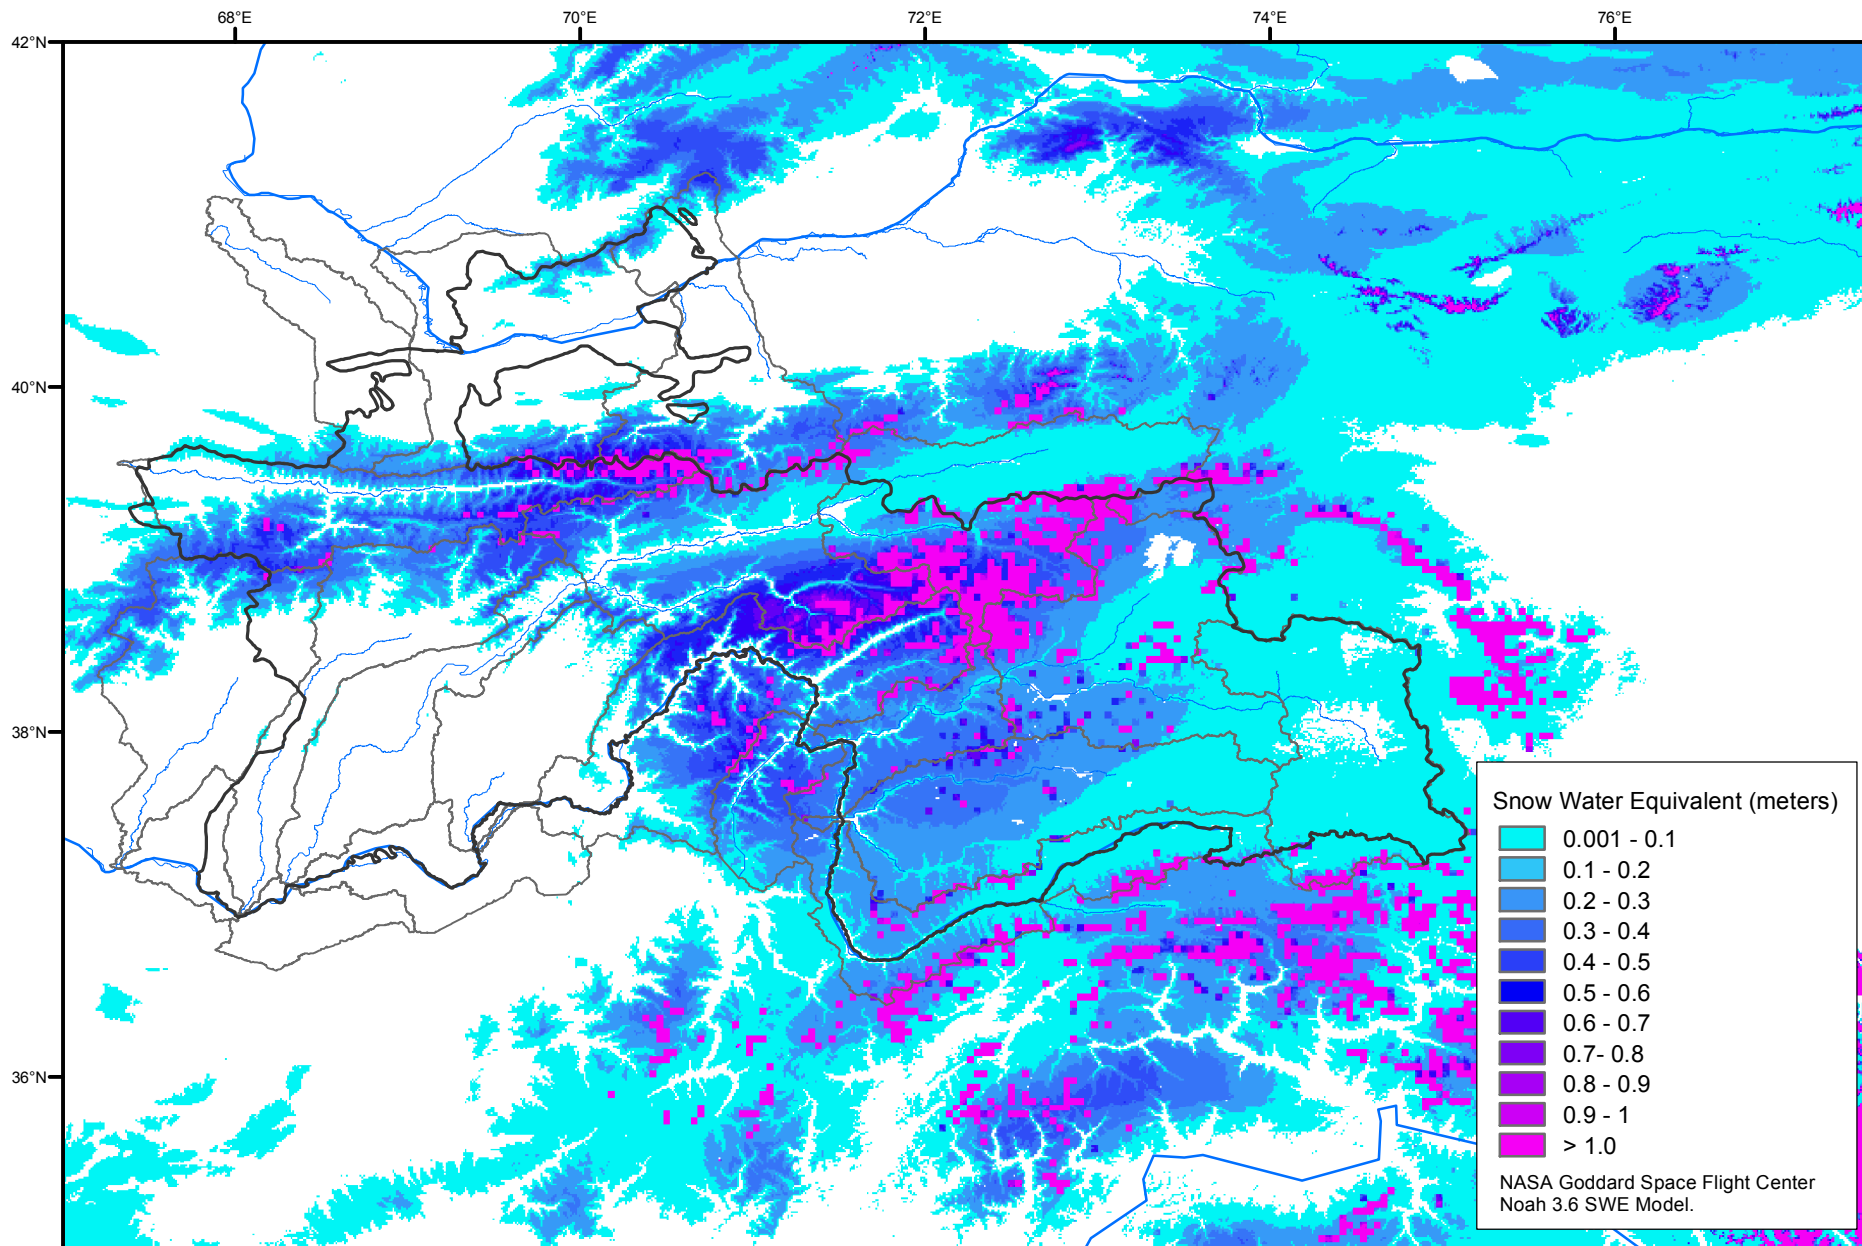 68°E 70°E 72°E 74°E 76°E
42°N
40°N
38°N
36°N
Snow Water Equivalent (meters)
0.001 - 0.1
0.1 - 0.2
0.2 - 0.3
0.3 - 0.4
0.4 - 0.5
0.5 - 0.6
0.6 - 0.7
0.7- 0.8
0.8 - 0.9
0.9 - 1
> 1.0
NASA Goddard Space Flight Center
Noah 3.6 SWE Model.